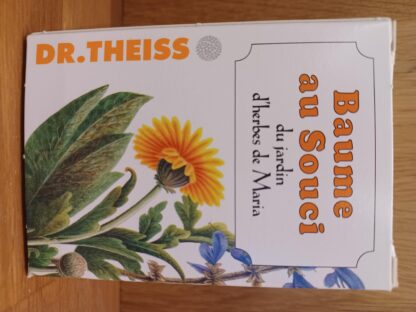 DR.THEISS
Baume
au Souci
du jardin
d'herbes de Maria